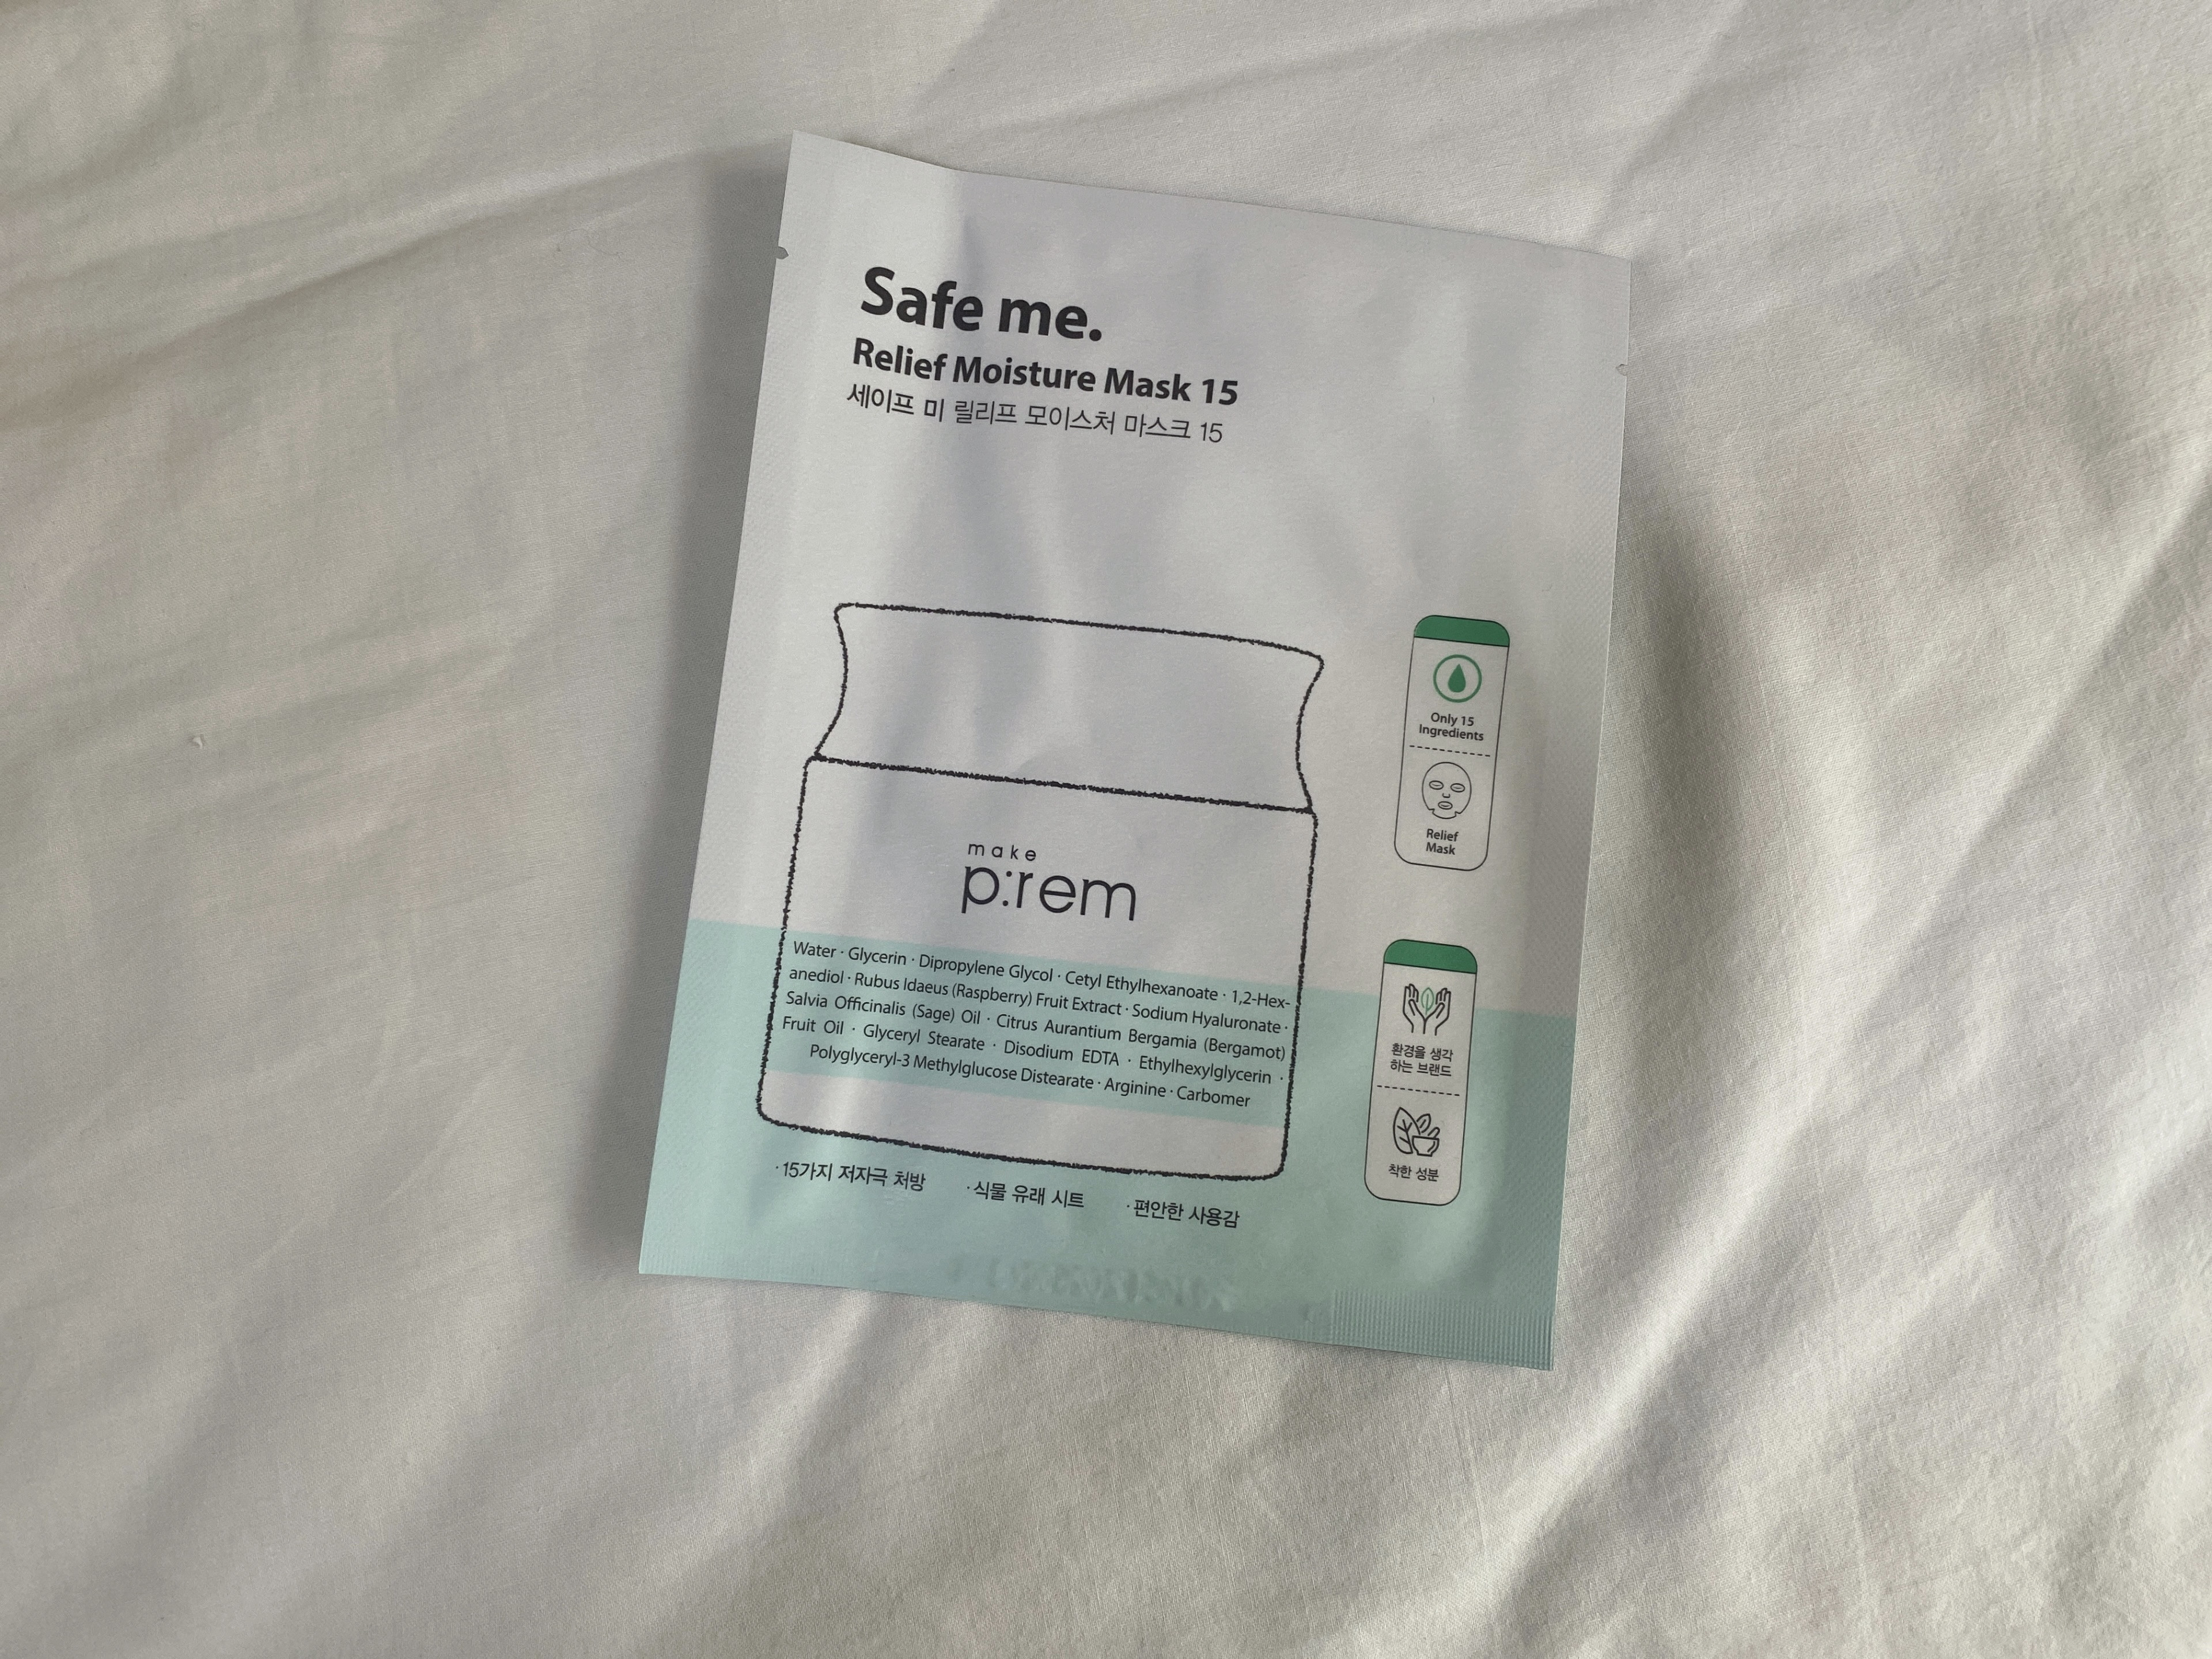 Safe me.
Relief Moisture Mask 15
세이프 미 릴리프 모이스처 마스크 15
Only 15
Ingredients
Relief
Mask
make
p:rem
Water · Glycerin · Dipropylene Glycol · Cetyl Ethylhexanoate · 1,2-Hex-
anediol · Rubus Idaeus (Raspberry) Fruit Extract · Sodium Hyaluronate ·
Salvia Officinalis (Sage) Oil · Citrus Aurantium Bergamia (Bergamot)
Fruit Oil · Glyceryl Stearate · Disodium EDTA · Ethylhexylglycerin ·
Polyglyceryl-3 Methylglucose Distearate · Arginine · Carbomer
환경을 생각
하는 브랜드
착한 성분
·15가지 저자극 처방 ·식물 유래 시트 ·편안한 사용감